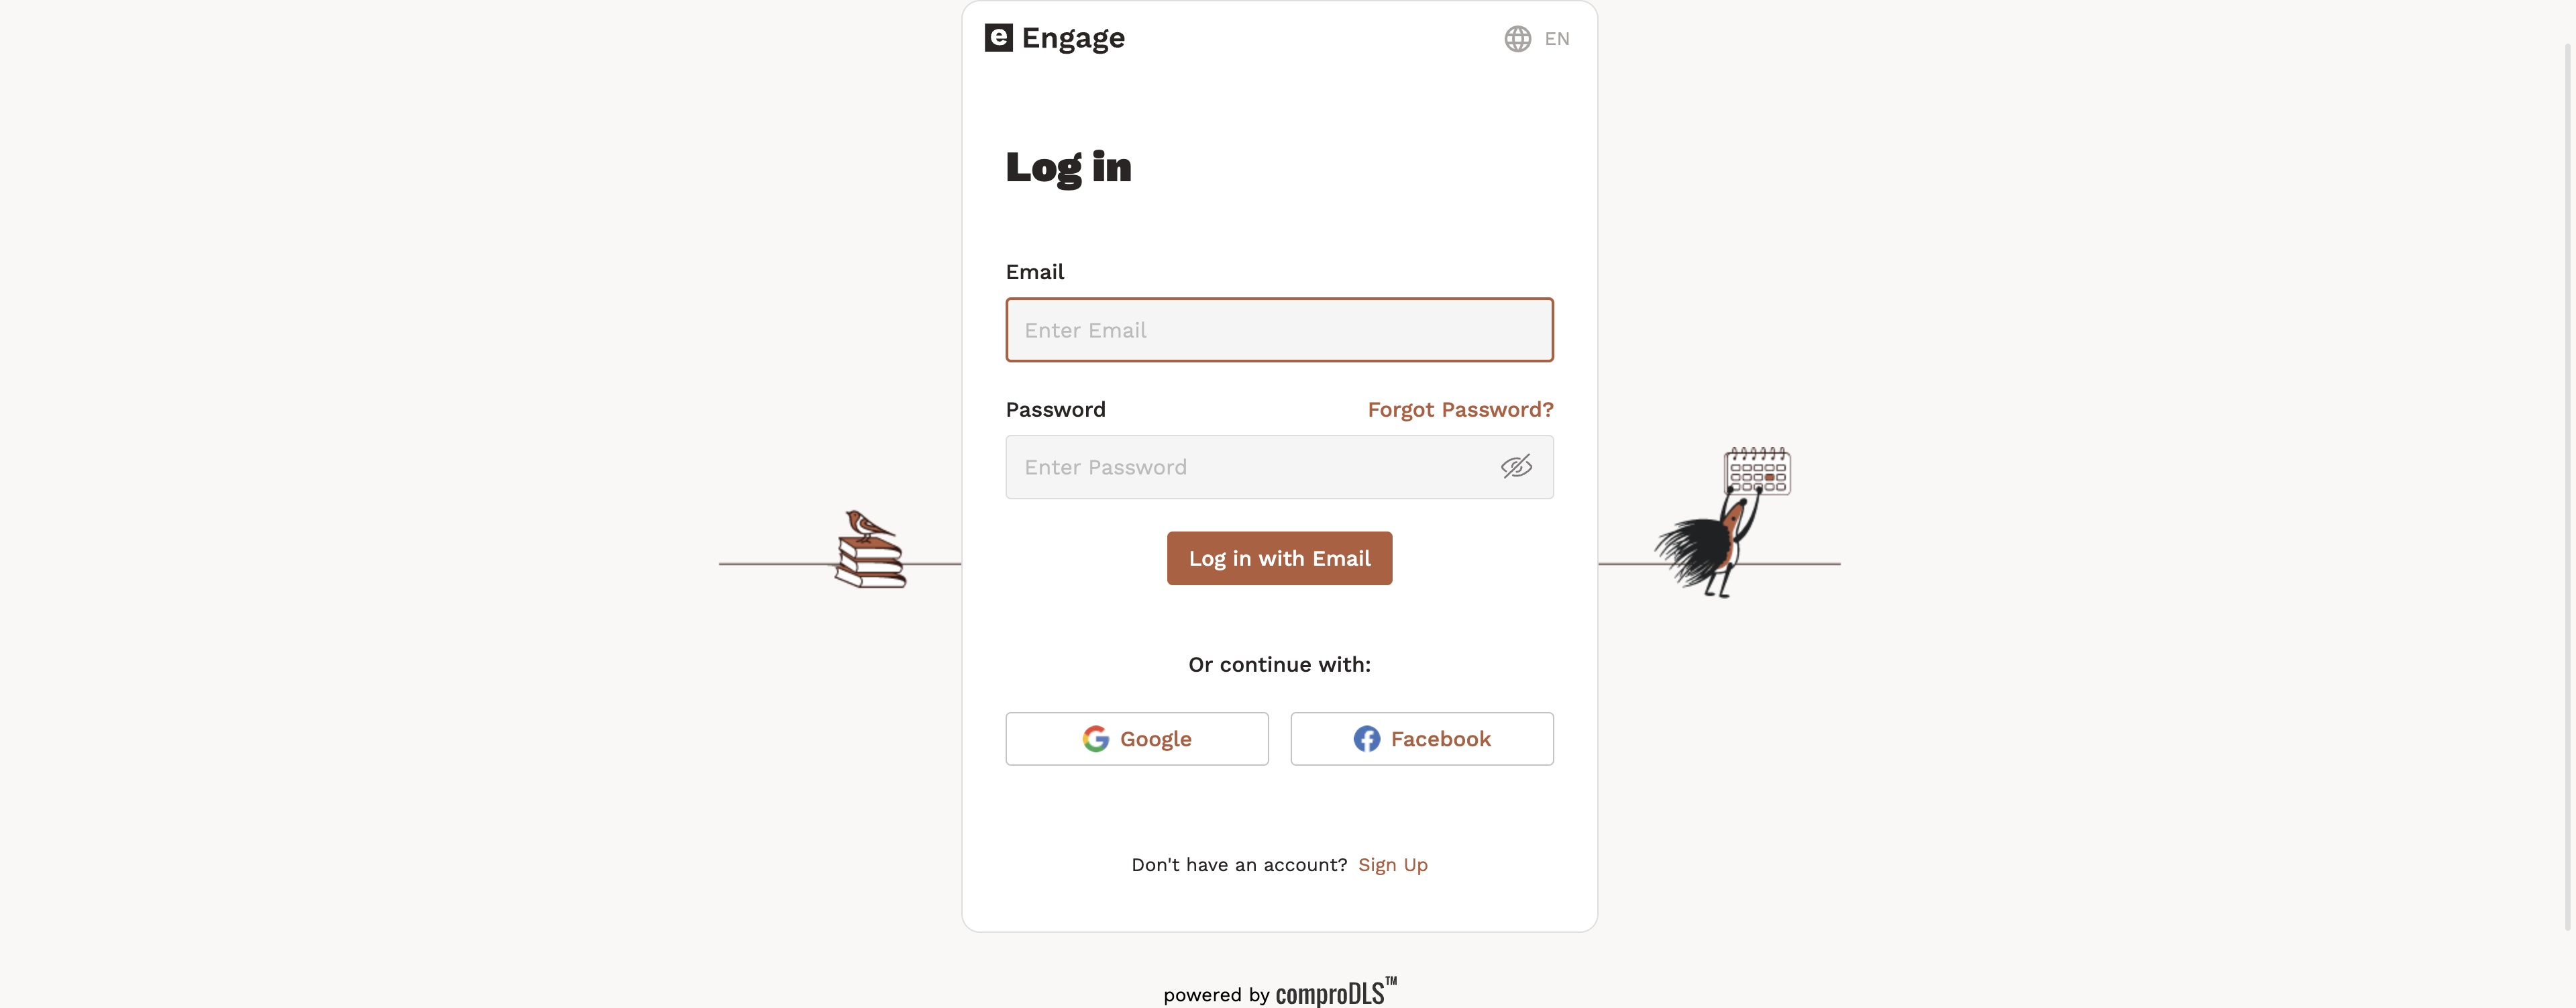 e Engage
EN
Log in
Email
Enter Email
Password Forgot Password?
Enter Password
Log in with Email
Or continue with:
Google Facebook
Don't have an account? Sign Up
powered by comproDLS™